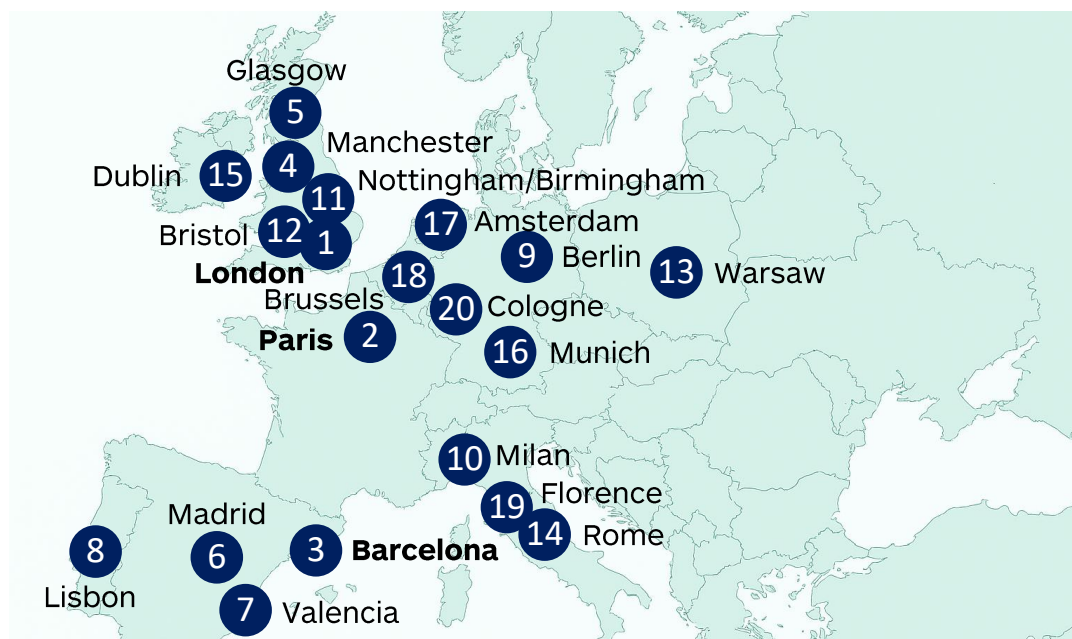 Glasgow
5
Manchester
4
Dublin
15
Nottingham/Birmingham
11
Bristol
12
1
London
17
Amsterdam
9
Berlin
13
Warsaw
18
Brussels
20
Cologne
Paris
2
16
Munich
10
Milan
19
Florence
14
Rome
Madrid
6
8
Lisbon
3
Barcelona
7
Valencia